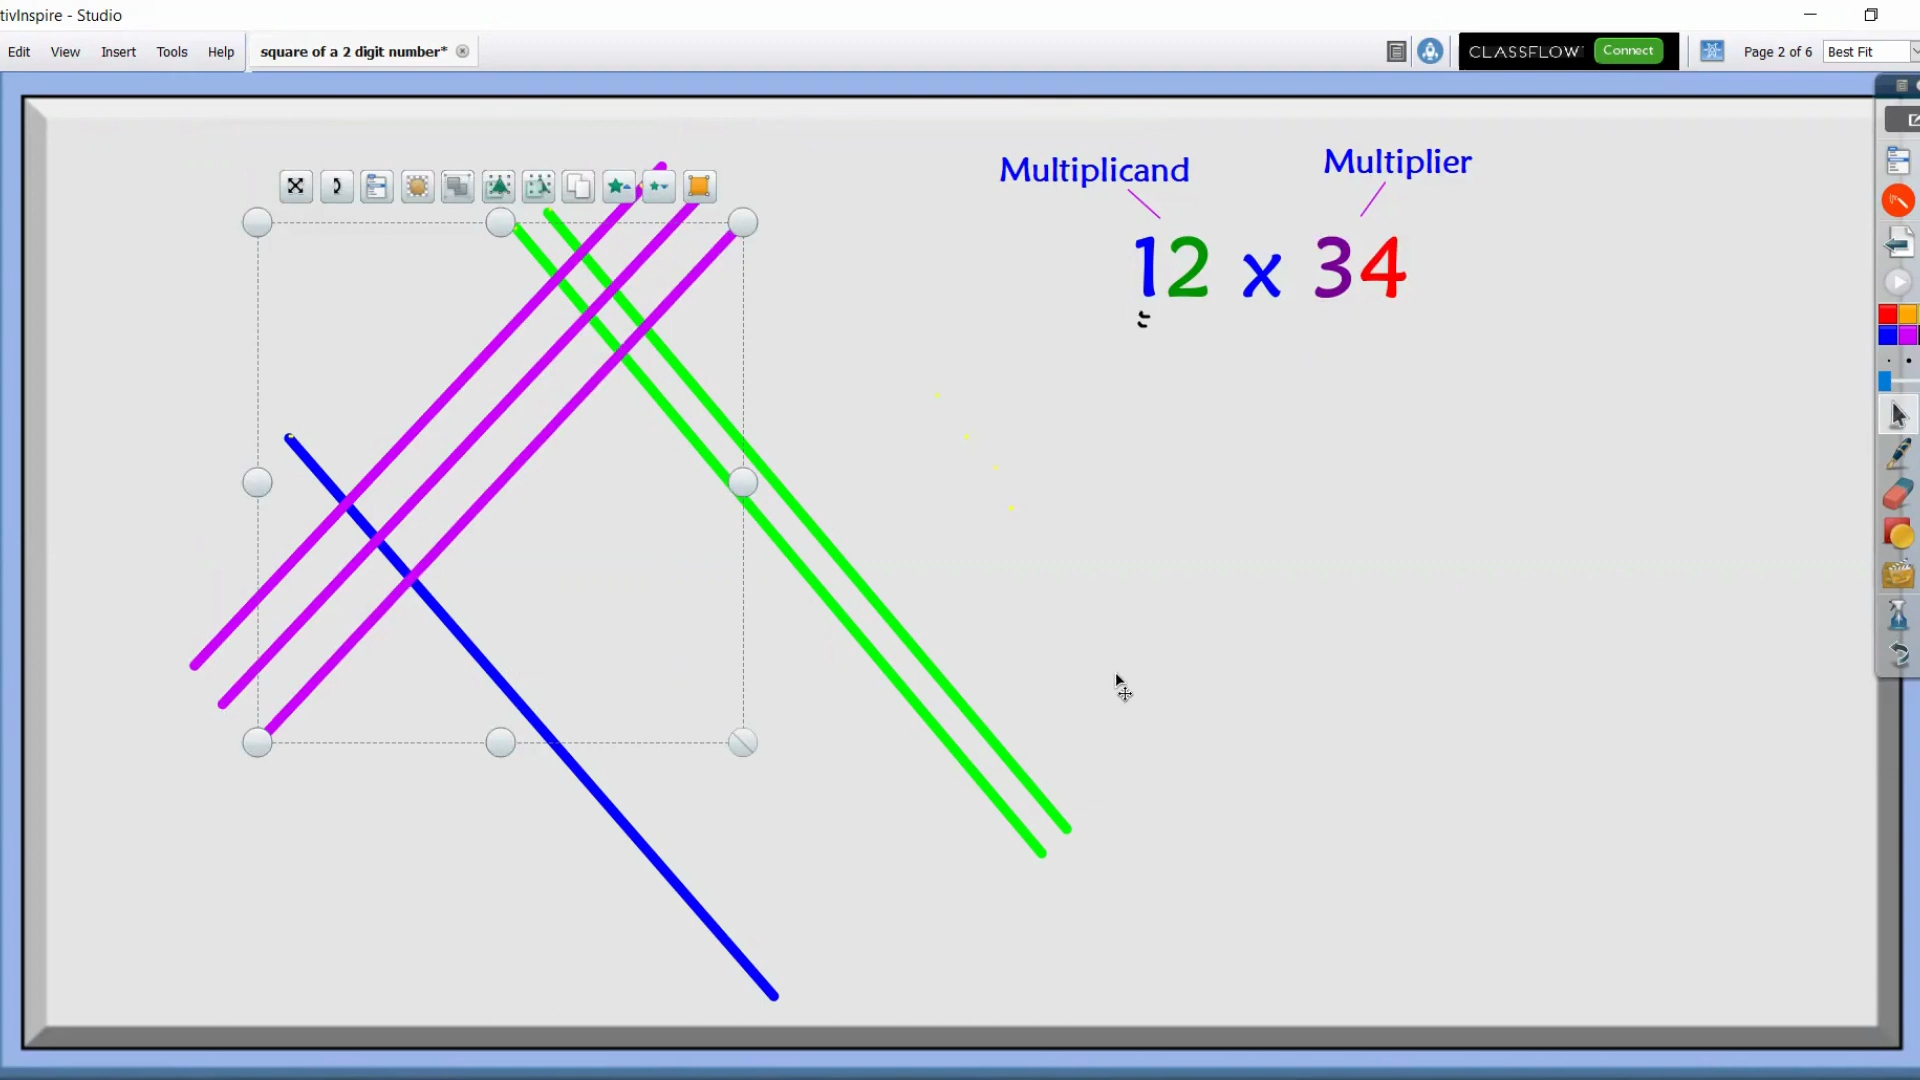 tivInspire - Studio
Edit View Insert Tools Help square of a 2 digit number* CLASSFLOW Connect Page 2 of 6 Best Fit
Multiplicand Multiplier
12 x 34